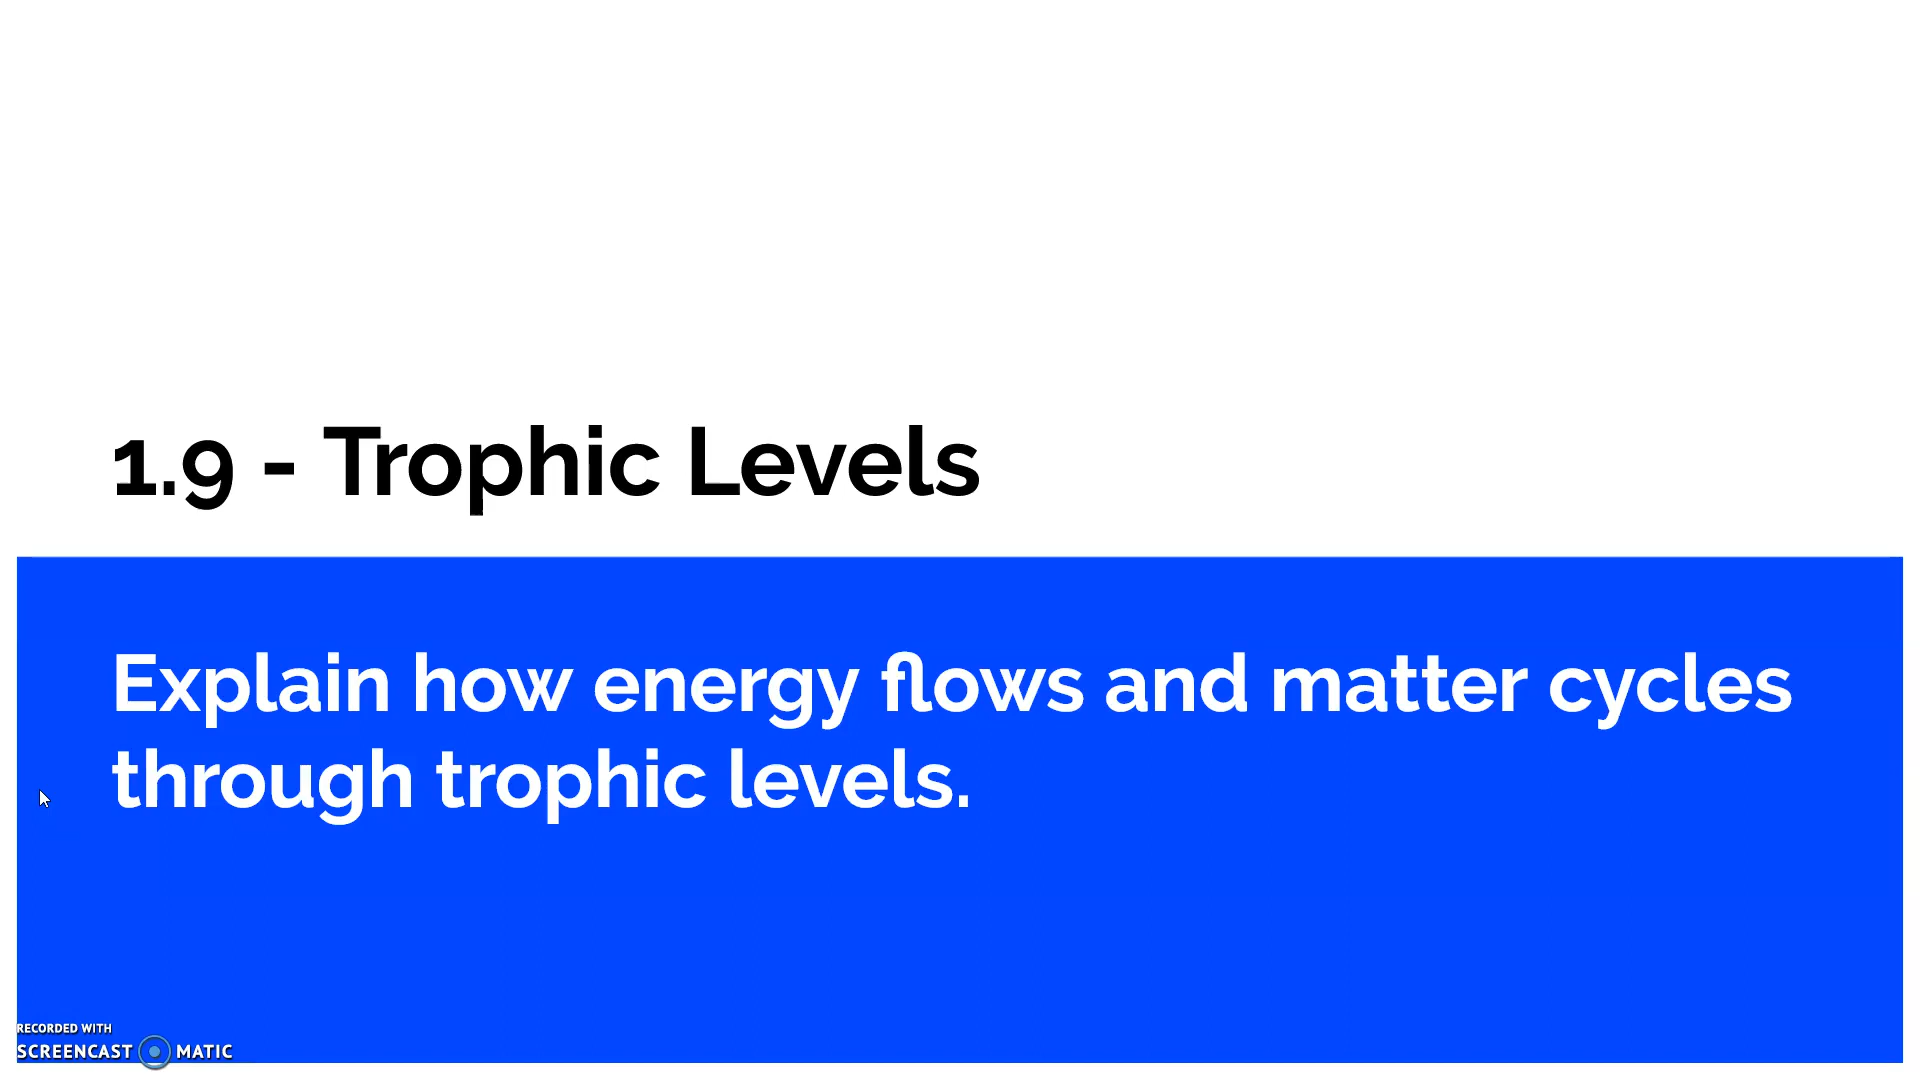 1.9 - Trophic Levels
Explain how energy flows and matter cycles
through trophic levels.
RECORDED WITH
SCREENCAST MATIC